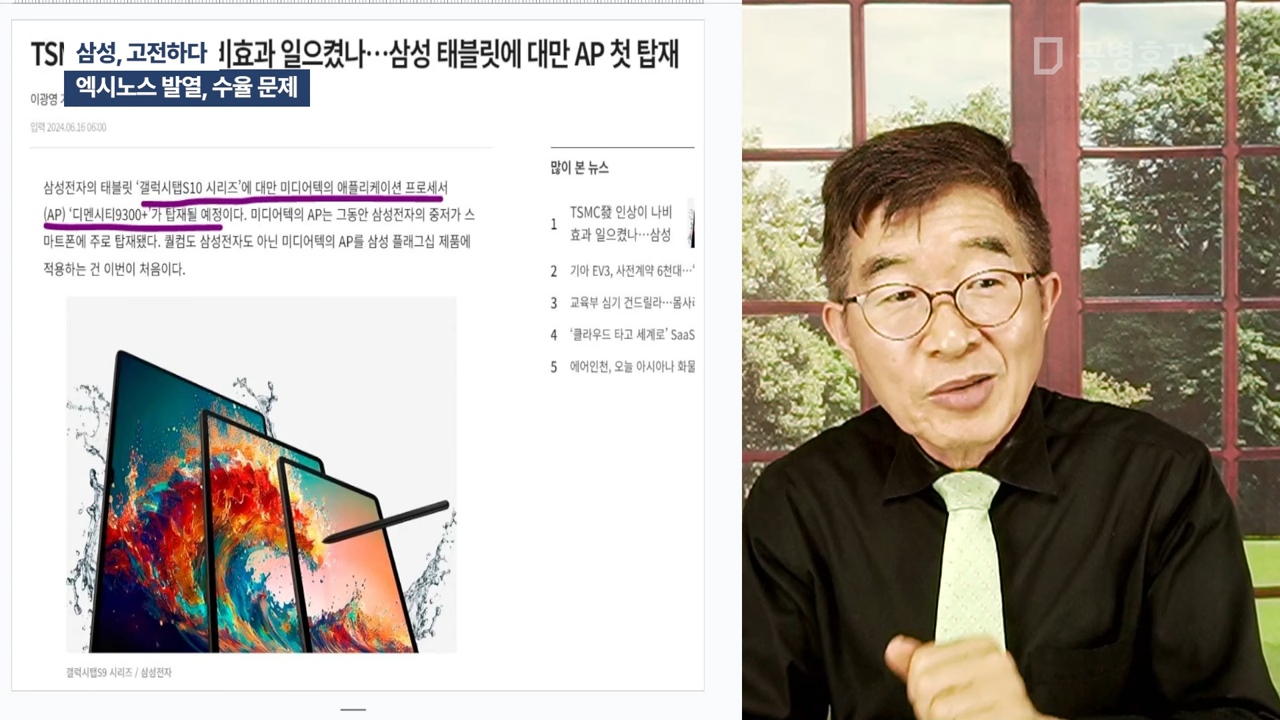 TSM
삼성, 고전하다
비효과 일으켰나…삼성 태블릿에 대만 AP 첫 탑재
엑시노스 발열, 수율 문제
이광영
입력 2024.06.16 06:00
삼성전자의 태블릿 ‘갤럭시탭S10 시리즈’에 대만 미디어텍의 애플리케이션 프로세서
(AP) ‘디멘시티9300+’가 탑재될 예정이다. 미디어텍의 AP는 그동안 삼성전자의 중저가 스
마트폰에 주로 탑재됐다. 퀄컴도 삼성전자도 아닌 미디어텍의 AP를 삼성 플래그십 제품에
적용하는 건 이번이 처음이다.
갤럭시탭S9 시리즈 / 삼성전자
많이 본 뉴스
1 TSMC發 인상이 나비
효과 일으켰나…삼성
2 기아 EV3, 사전계약 6천대…‘
3 교육부 심기 건드릴라…몸사리
4 ‘클라우드 타고 세계로’ SaaS
5 에어인천, 오늘 아시아나 화물
공병호